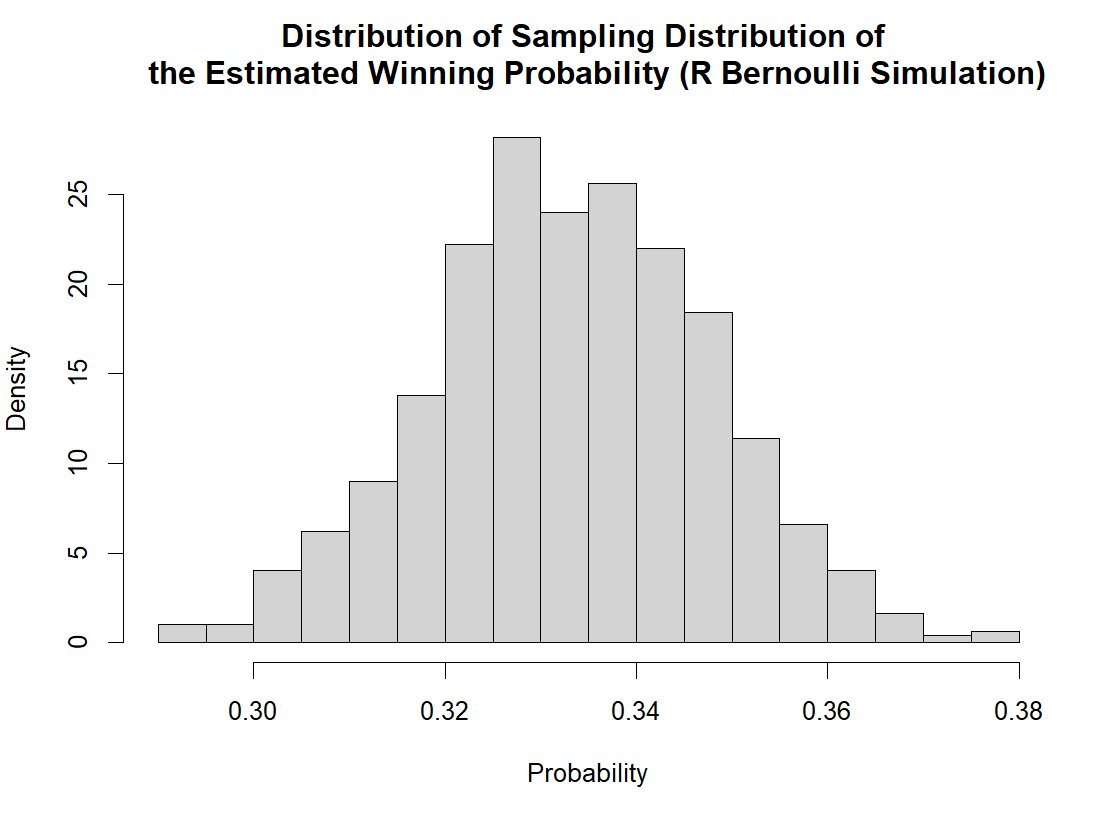 Distribution of Sampling Distribution of
the Estimated Winning Probability (R Bernoulli Simulation)
Density
25
20
15
10
5
0
0.30 0.32 0.34 0.36 0.38
Probability